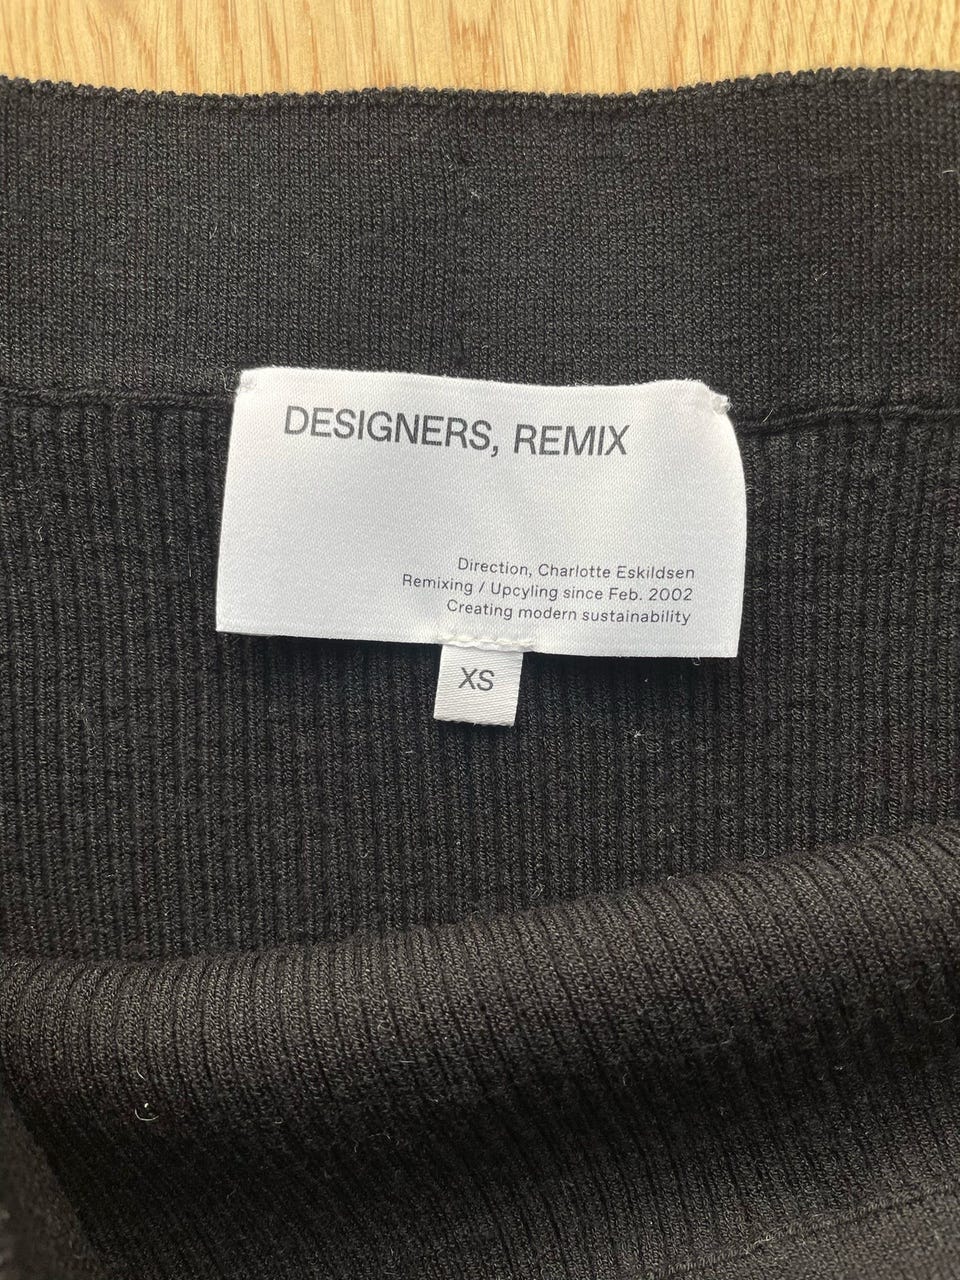 DESIGNERS, REMIX
Direction, Charlotte Eskildsen
Remixing / Upcyling since Feb. 2002
Creating modern sustainability
XS